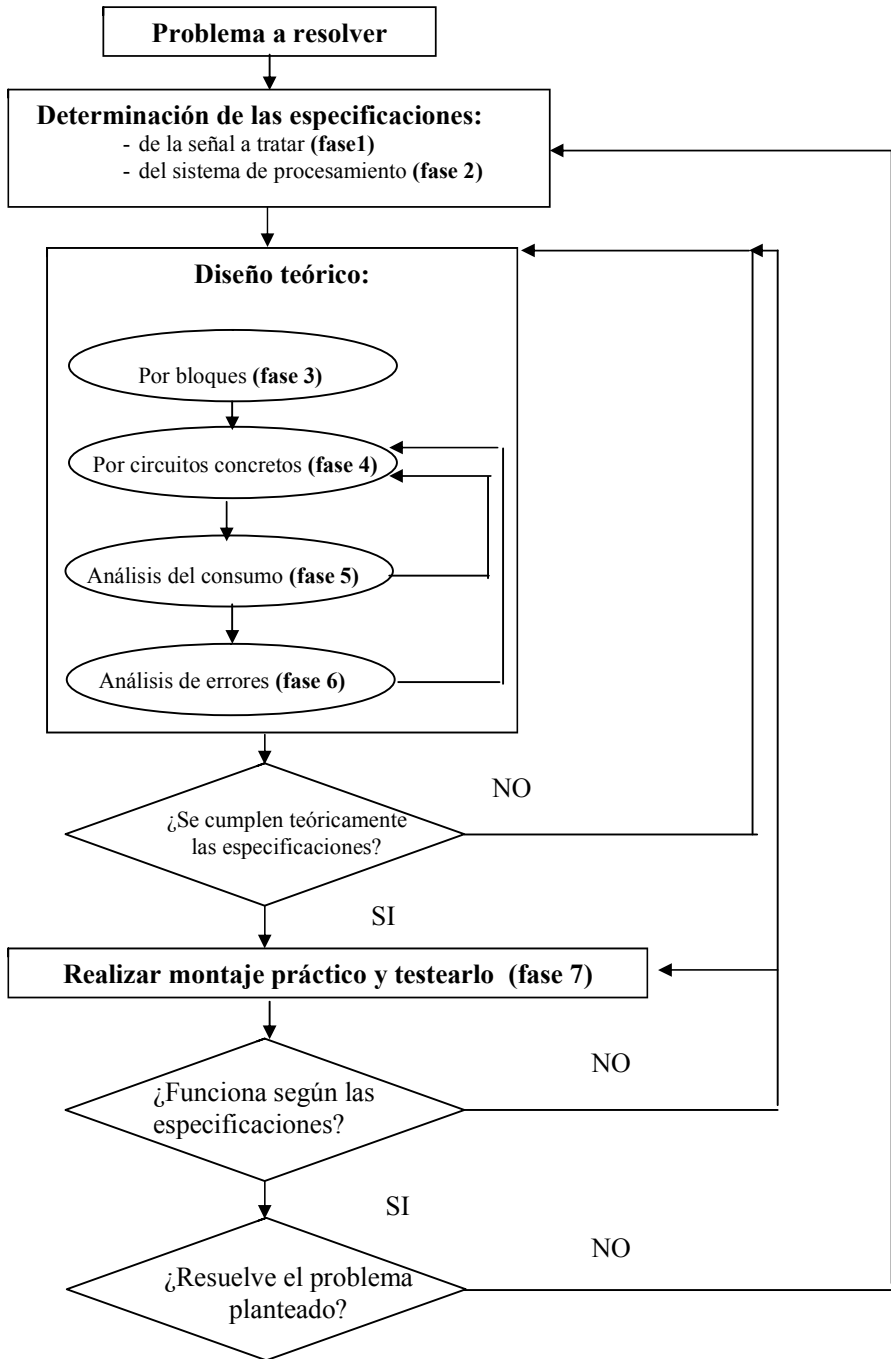 Problema a resolver
Determinación de las especificaciones:
- de la señal a tratar (fase1)
- del sistema de procesamiento (fase 2)
Diseño teórico:
Por bloques (fase 3)
Por circuitos concretos (fase 4)
Análisis del consumo (fase 5)
Análisis de errores (fase 6)
NO
¿Se cumplen teóricamente
las especificaciones?
SI
Realizar montaje práctico y testearlo (fase 7)
NO
¿Funciona según las
especificaciones?
SI
NO
¿Resuelve el problema
planteado?